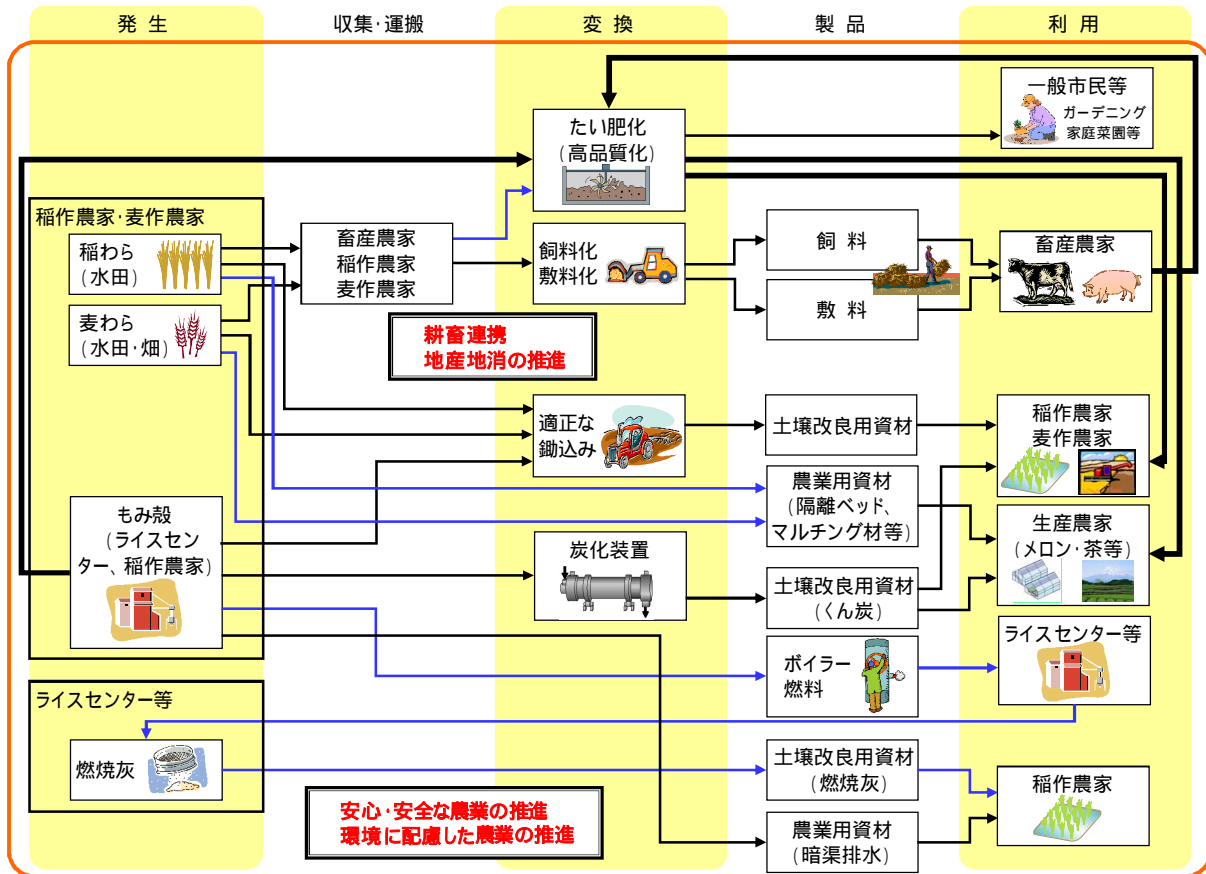 発 生
収集・運搬
変 換
製 品
利 用
一般市民等
ガーデニング
家庭菜園等
たい肥化
(高品質化)
稲作農家・麦作農家
稲わら
(水田)
麦わら
(水田・畑)
畜産農家
稲作農家
麦作農家
飼料化
敷料化
飼 料
敷 料
畜産農家
耕畜連携
地産地消の推進
適正な
鋤込み
土壌改良用資材
稲作農家
麦作農家
農業用資材
(隔離ベッド、
マルチング材等)
もみ殻
(ライスセン
ター、稲作農家)
炭化装置
土壌改良用資材
(くん炭)
生産農家
(メロン・茶等)
ボイラー
燃料
ライスセンター等
ライスセンター等
燃焼灰
土壌改良用資材
(燃焼灰)
稲作農家
安心・安全な農業の推進
環境に配慮した農業の推進
農業用資材
(暗渠排水)